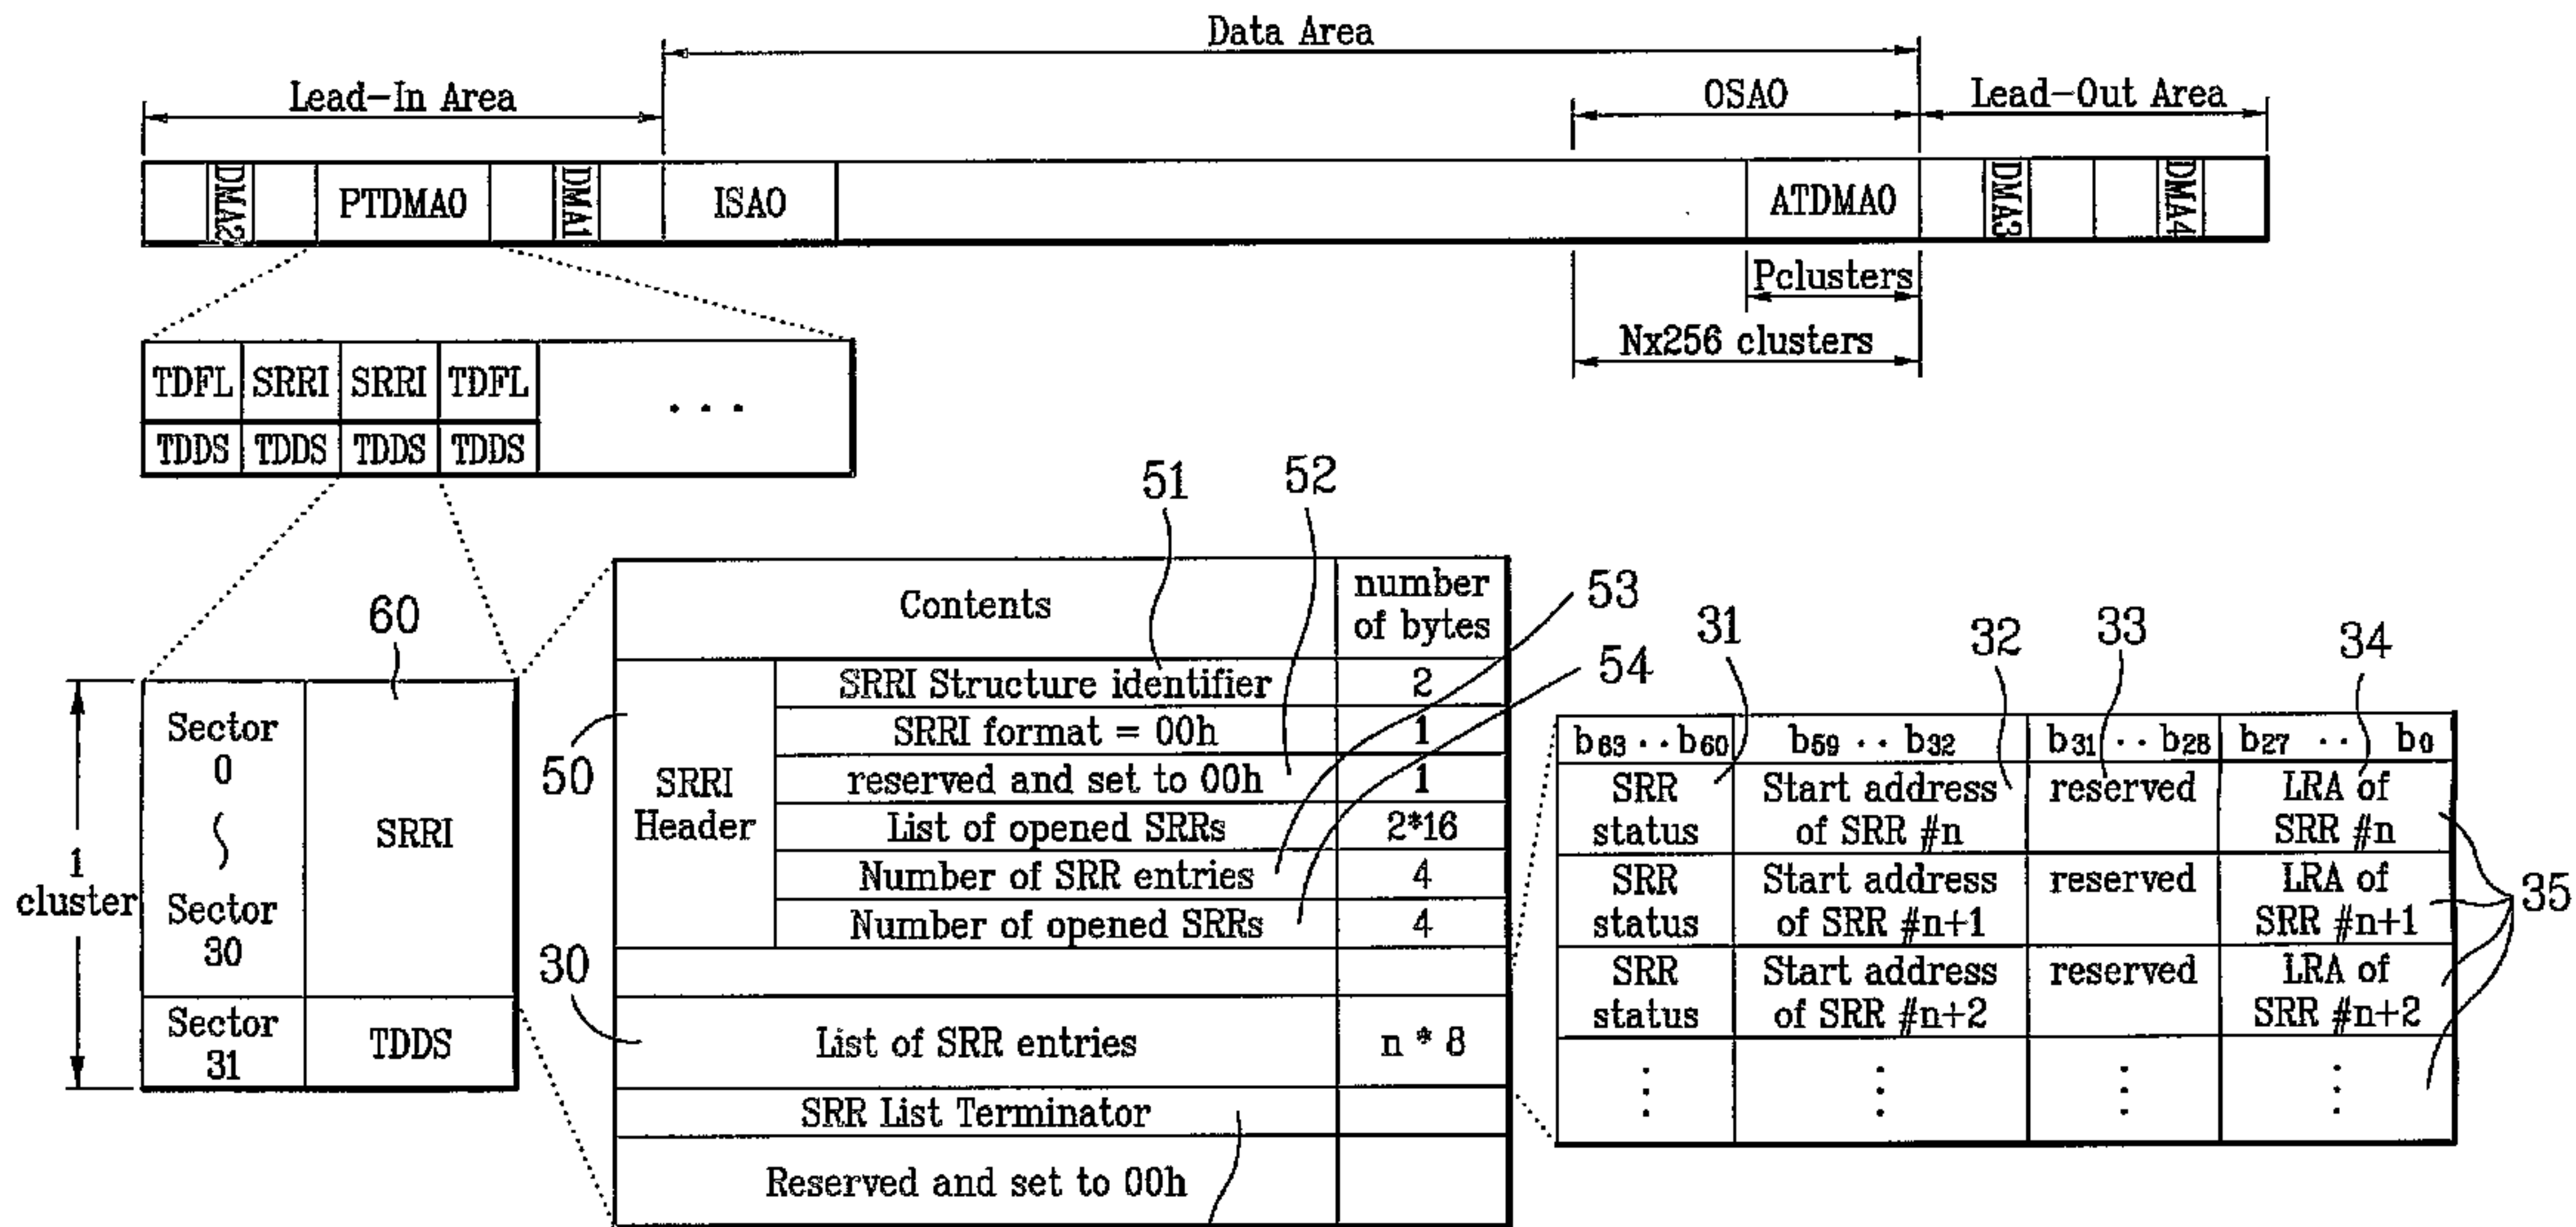 Data Area
Lead-In Area
OSA0
Lead-Out Area
DMA2
PTDMA0
DMA1
ISA0
ATDMA0
DMA3
DMA4
Pclusters
Nx256 clusters
TDFL SRRI SRRI TDFL
. . .
TDDS TDDS TDDS TDDS
51
52
53
54
60
50
30
1
cluster
Sector
0
Sector
30
SRRI
Sector
31
TDDS
Contents
number
of bytes
SRRI
Header
SRRI Structure identifier 2
SRRI format = 00h 1
reserved and set to 00h 1
List of opened SRRs 2*16
Number of SRR entries 4
Number of opened SRRs 4
List of SRR entries n * 8
SRR List Terminator
Reserved and set to 00h
31
32
33
34
35
b63 · · b60 b59 · · b32 b31 · · b28 b27 · · b0
SRR
status
Start address
of SRR #n
reserved
LRA of
SRR #n
SRR
status
Start address
of SRR #n+1
reserved
LRA of
SRR #n+1
SRR
status
Start address
of SRR #n+2
reserved
LRA of
SRR #n+2